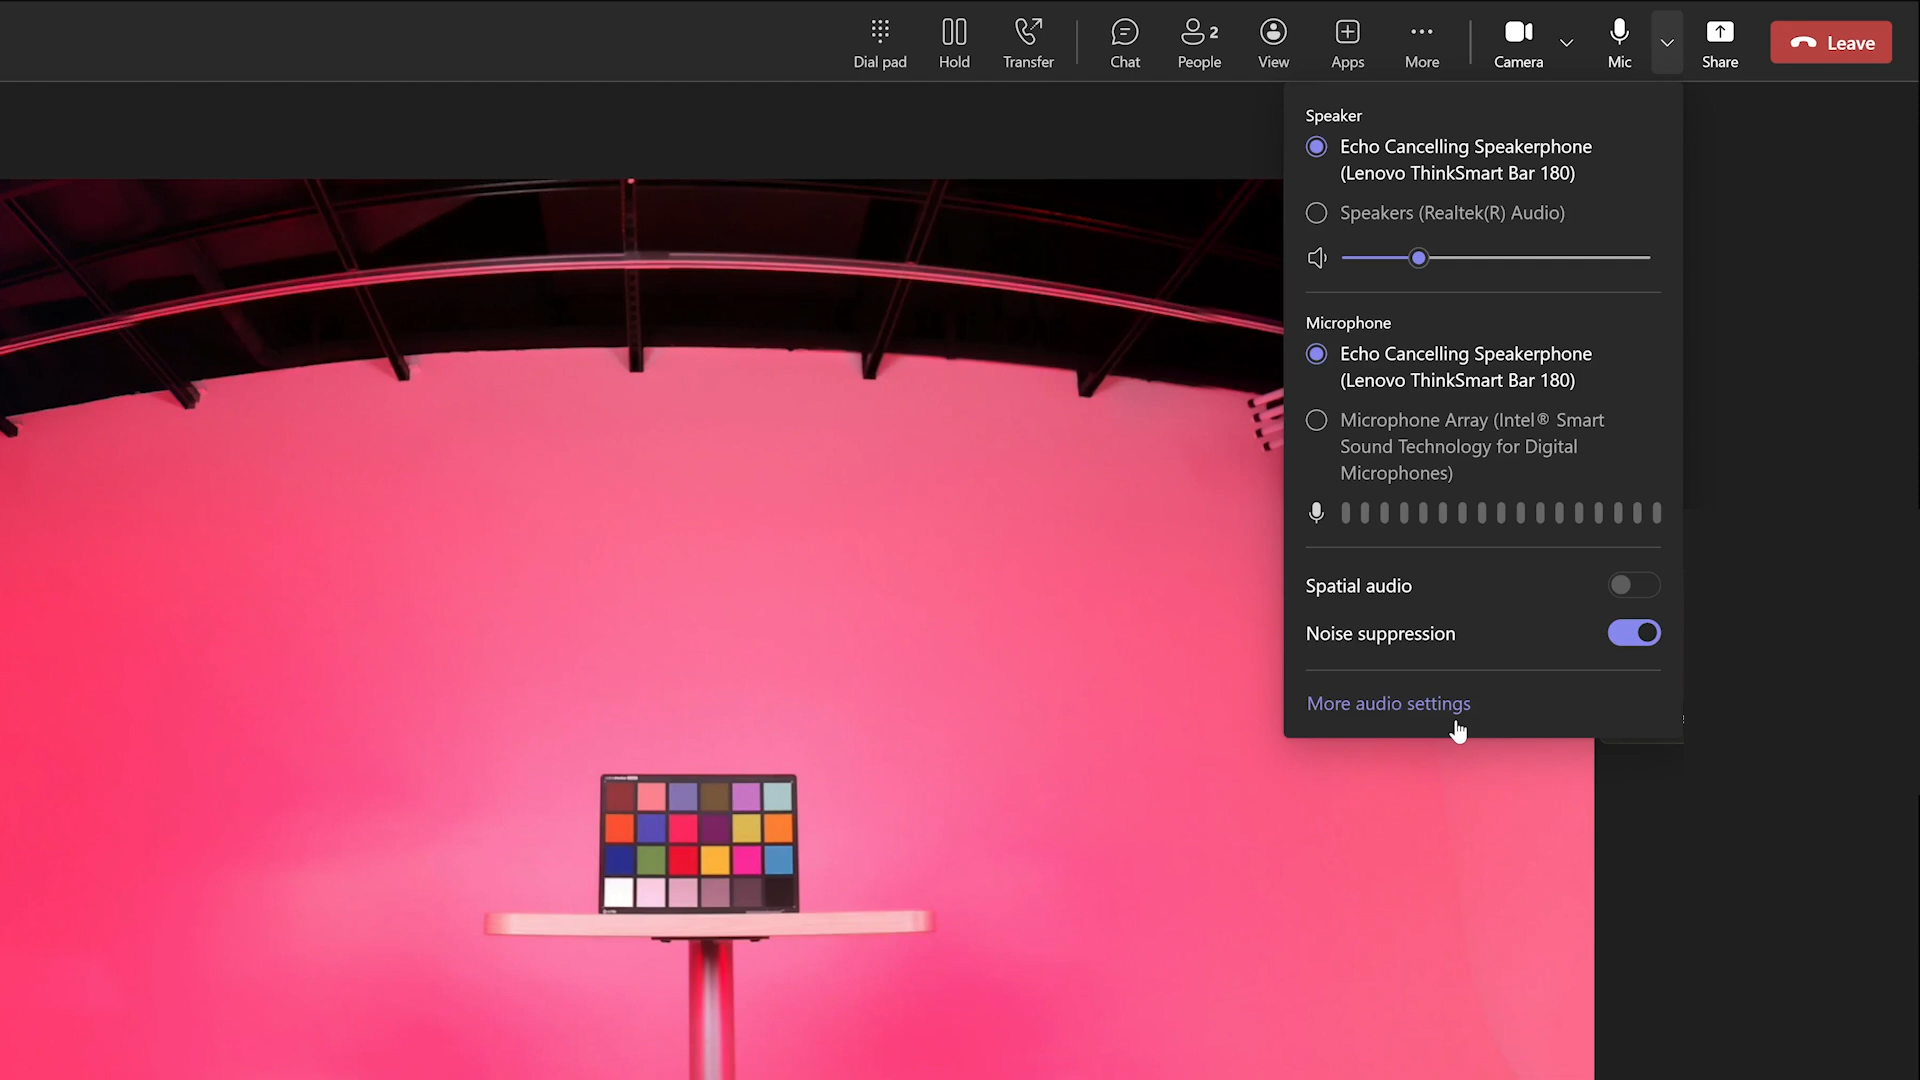 Dial pad
Hold
Transfer
Chat
People
2
View
Apps
More
Camera
Mic
Share
Leave
Speaker
Echo Cancelling Speakerphone
(Lenovo ThinkSmart Bar 180)
Speakers (Realtek(R) Audio)
Microphone
Echo Cancelling Speakerphone
(Lenovo ThinkSmart Bar 180)
Microphone Array (Intel® Smart
Sound Technology for Digital
Microphones)
Spatial audio
Noise suppression
More audio settings